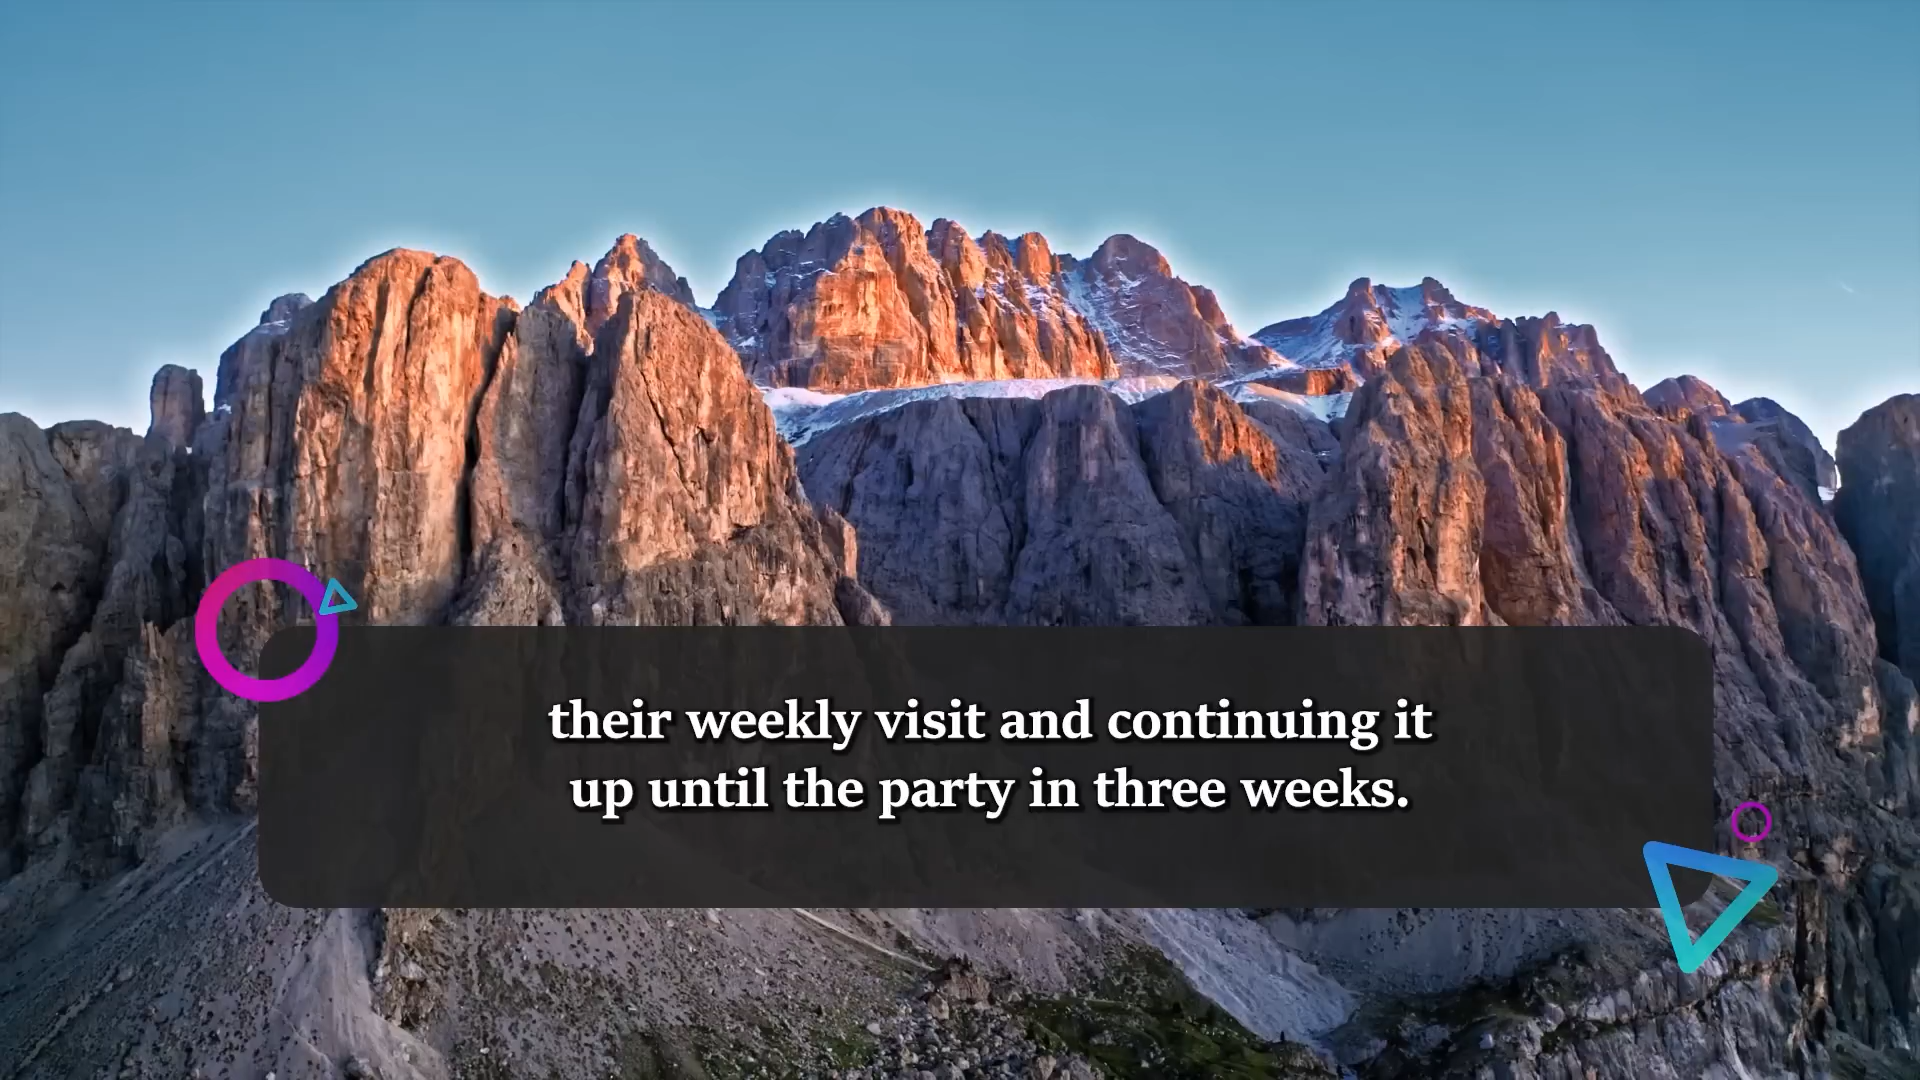 their weekly visit and continuing it
up until the party in three weeks.